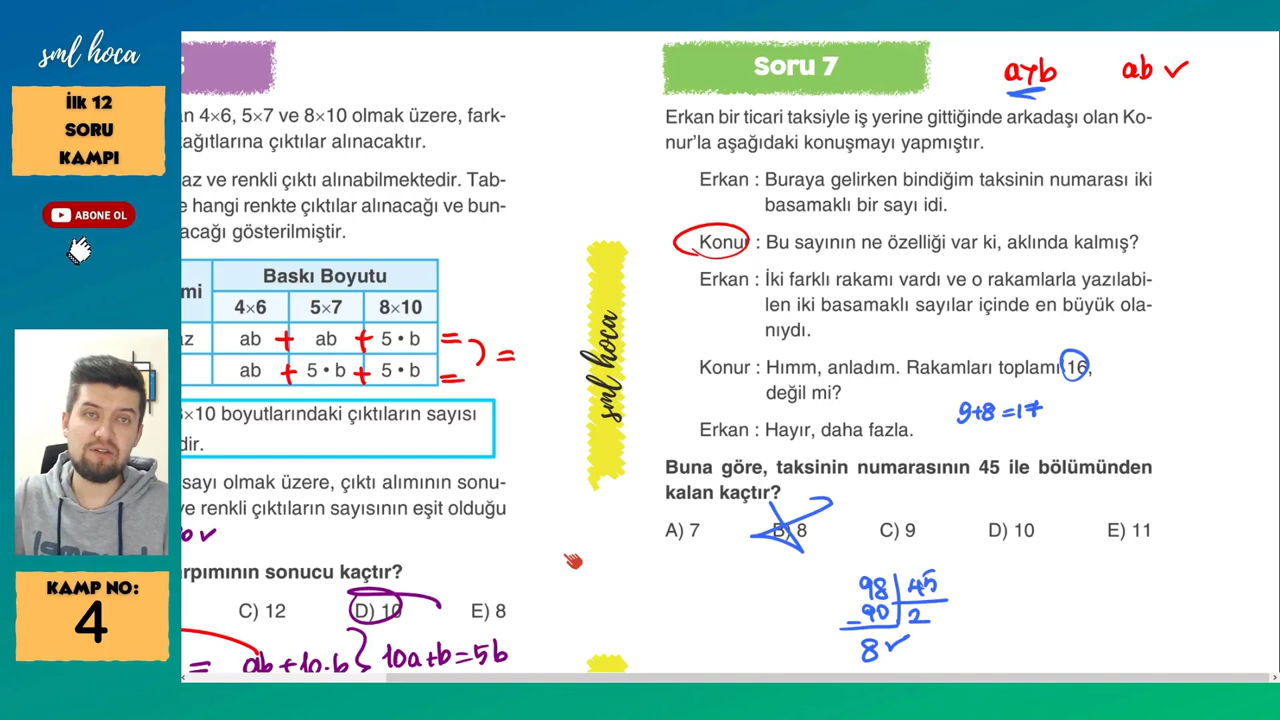 sml hoca
İlk 12
SORU
KAMPI
ABONE OL
KAMP NO:
4
n 4×6, 5×7 ve 8×10 olmak üzere, fark-
ağıtlarına çıktılar alınacaktır.
az ve renkli çıktı alınabilmektedir. Tab-
e hangi renkte çıktılar alınacağı ve bun-
acağı gösterilmiştir.
mi Baskı Boyutu
4×6 5×7 8×10
az ab + ab + 5 • b =
ab + 5 • b + 5 • b = ) =
8×10 boyutlarındaki çıktıların sayısı
dir.
sayı olmak üzere, çıktı alımının sonu-
ve renkli çıktıların sayısının eşit olduğu
arpımının sonucu kaçtır?
C) 12 D) 10 E) 8
= ab + 10.b } 10a+b=5b
sml hoca
Soru 7
a>b ab ✓
Erkan bir ticari taksiyle iş yerine gittiğinde arkadaşı olan Ko-
nur’la aşağıdaki konuşmayı yapmıştır.
Erkan : Buraya gelirken bindiğim taksinin numarası iki
basamaklı bir sayı idi.
Konur : Bu sayının ne özelliği var ki, aklında kalmış?
Erkan : İki farklı rakamı vardı ve o rakamlarla yazılabi-
len iki basamaklı sayılar içinde en büyük ola-
nıydı.
Konur : Hımm, anladım. Rakamları toplamı 16,
değil mi?
9+8=17
Erkan : Hayır, daha fazla.
Buna göre, taksinin numarasının 45 ile bölümünden
kalan kaçtır?
A) 7 B) 8 C) 9 D) 10 E) 11
98 45
- 90 2
8 ✓